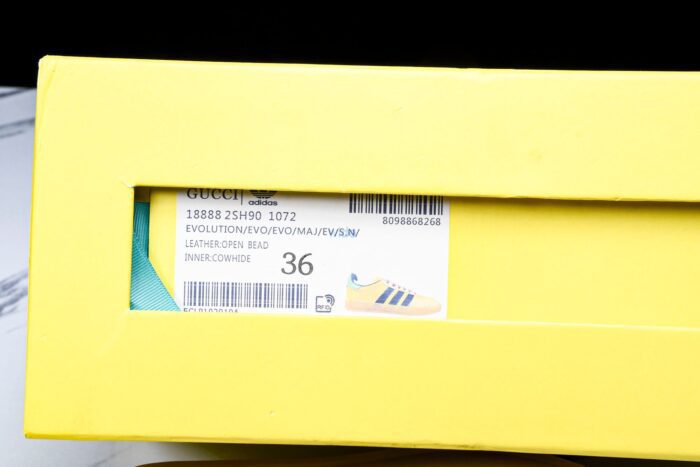 GUCCI adidas
18888 2SH90 1072
8098868268
EVOLUTION/EVO/EVO/MAJ/EV/S,N/
LEATHER:OPEN BEAD
INNER:COWHIDE
36
RFID